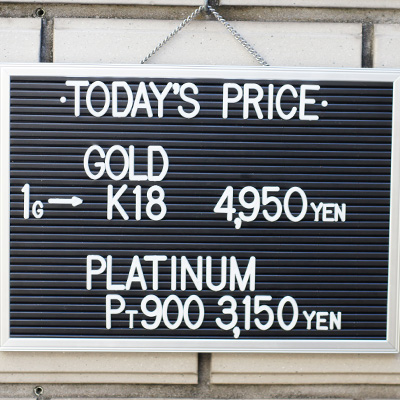 ·TODAY'S PRICE·
GOLD
1G→ K18 4,950 YEN
PLATINUM
PT900 3,150 YEN